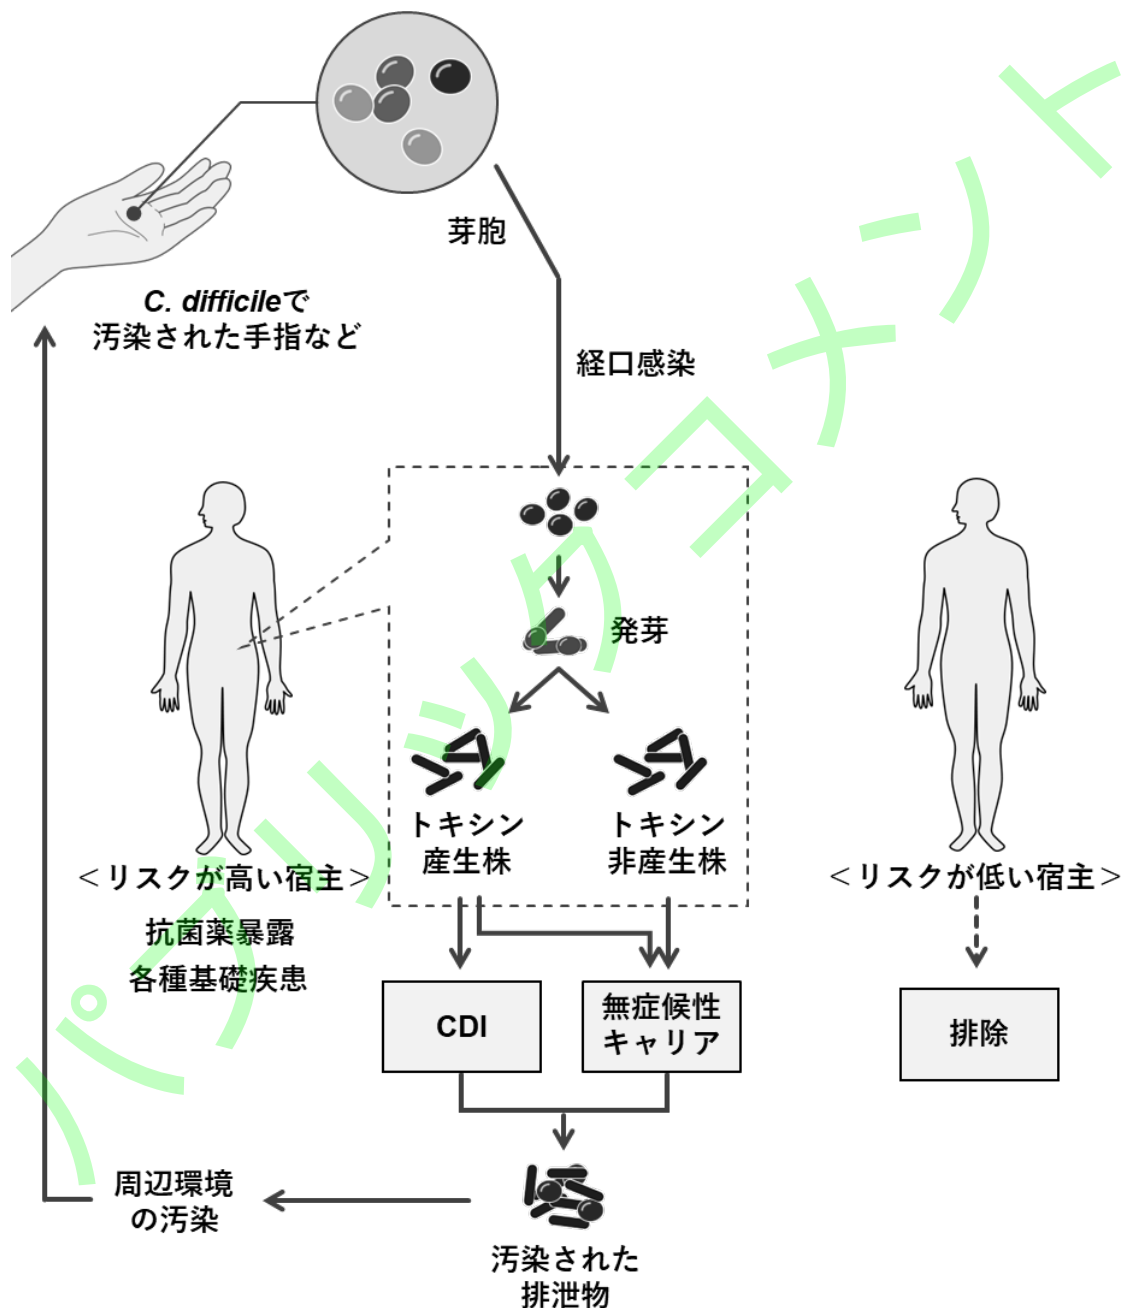 芽胞
C. difficileで
汚染された手指など
経口感染
発芽
トキシン
産生株
トキシン
非産生株
＜リスクが高い宿主＞
抗菌薬暴露
各種基礎疾患
＜リスクが低い宿主＞
CDI
無症候性
キャリア
排除
周辺環境
の汚染
汚染された
排泄物
パブリックコメント